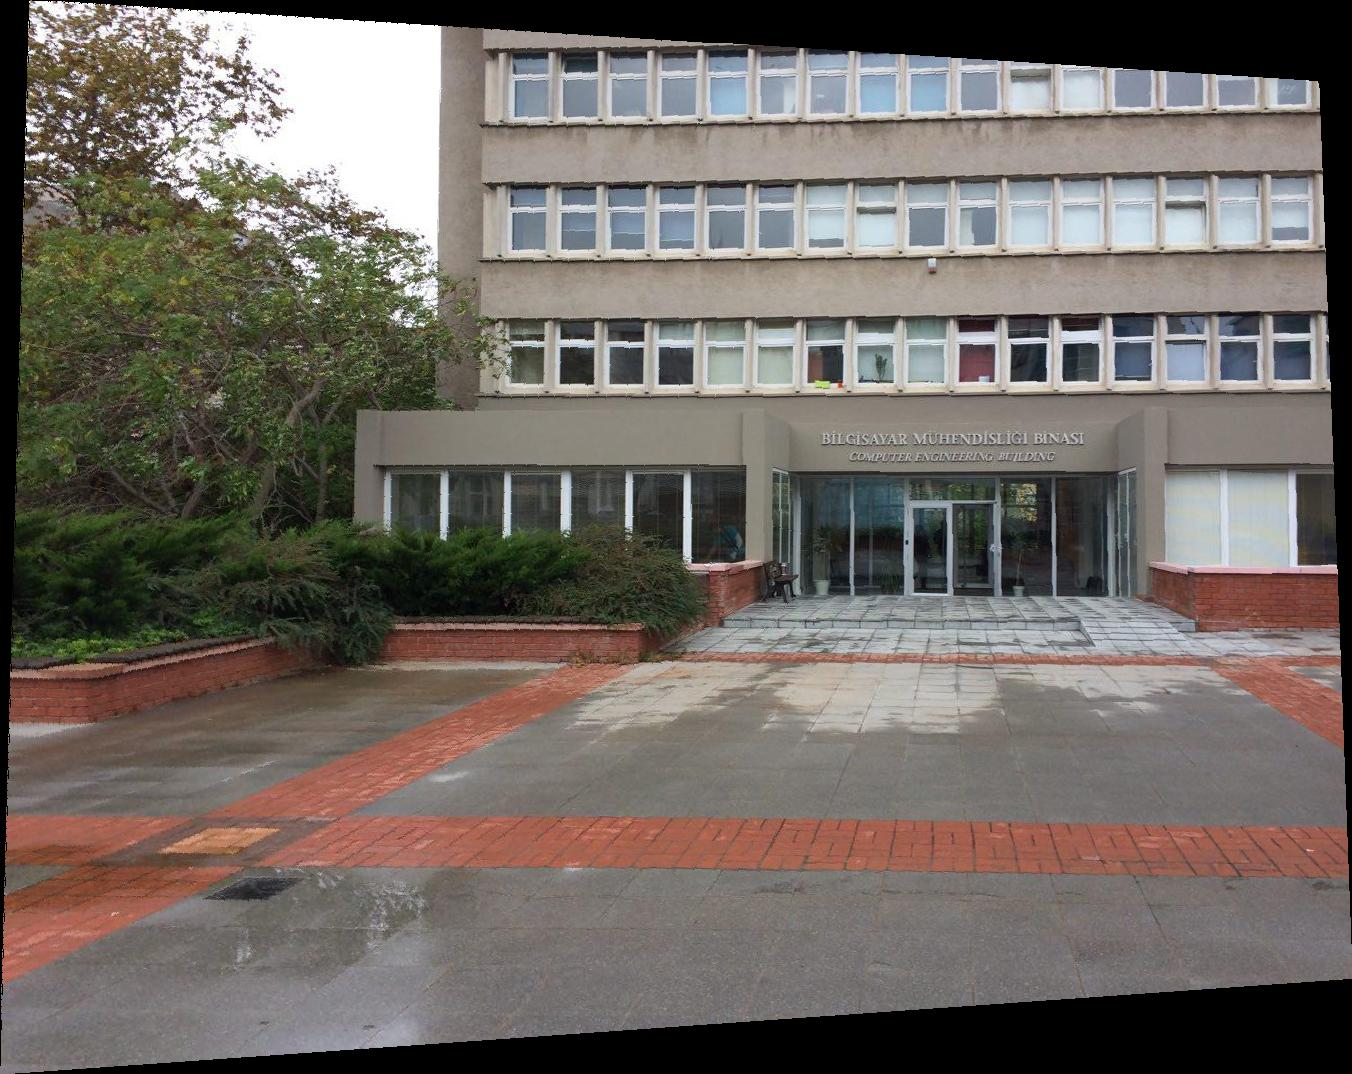 BİLGİSAYAR MÜHENDİSLİĞİ BİNASI
COMPUTER ENGINEERING BUILDING